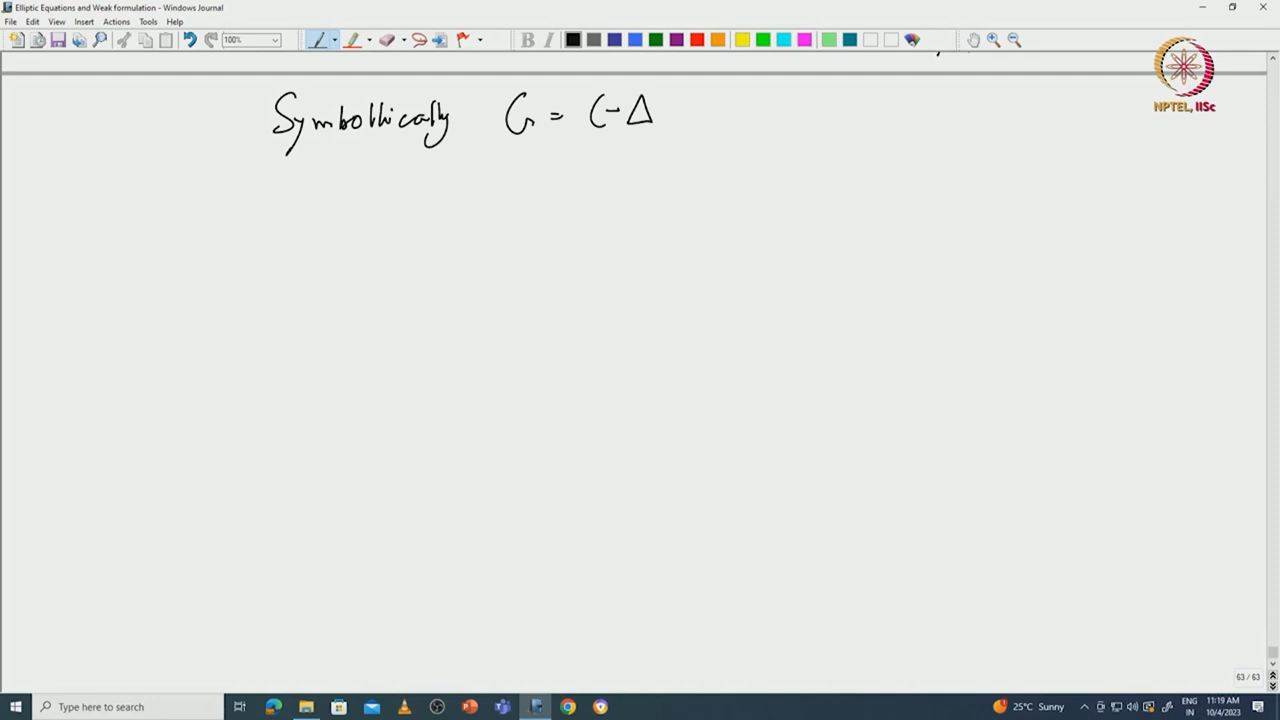 Elliptic Equations and Weak formulation - Windows Journal
File Edit View Insert Actions Tools Help
100%
B I
NPTEL, IISc
Symbollically G = (-Δ
63 / 63
Type here to search
25°C Sunny
ENG
IN
11:19 AM
10/4/2023